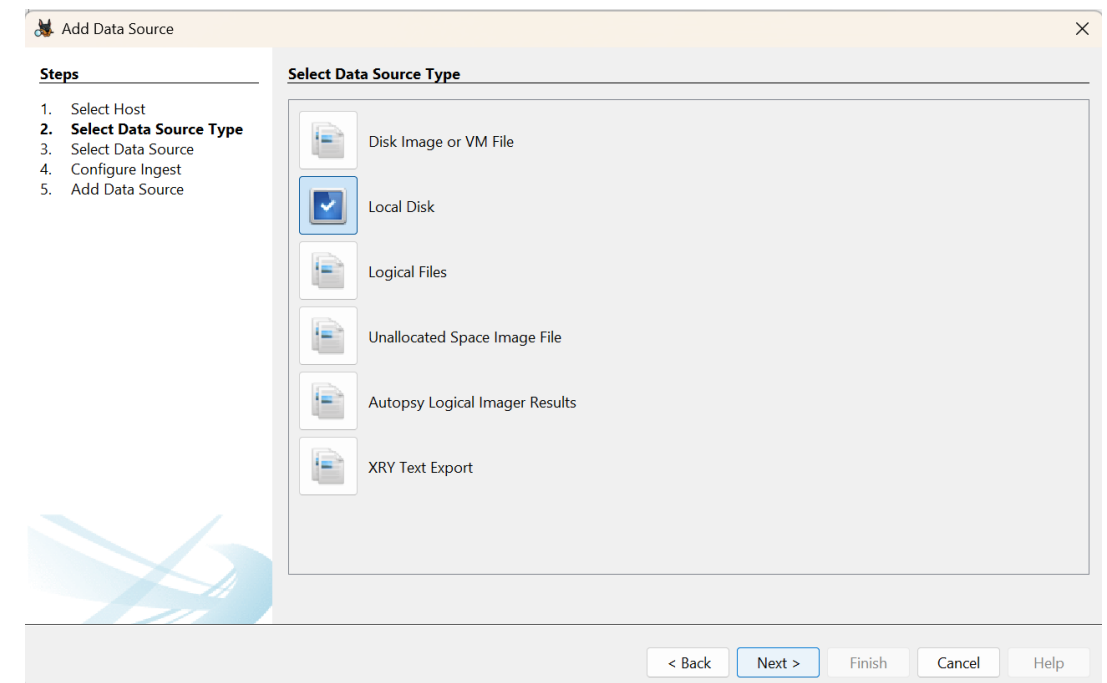 Add Data Source
Steps
1. Select Host
2. Select Data Source Type
3. Select Data Source
4. Configure Ingest
5. Add Data Source
Select Data Source Type
Disk Image or VM File
Local Disk
Logical Files
Unallocated Space Image File
Autopsy Logical Imager Results
XRY Text Export
< Back Next > Finish Cancel Help